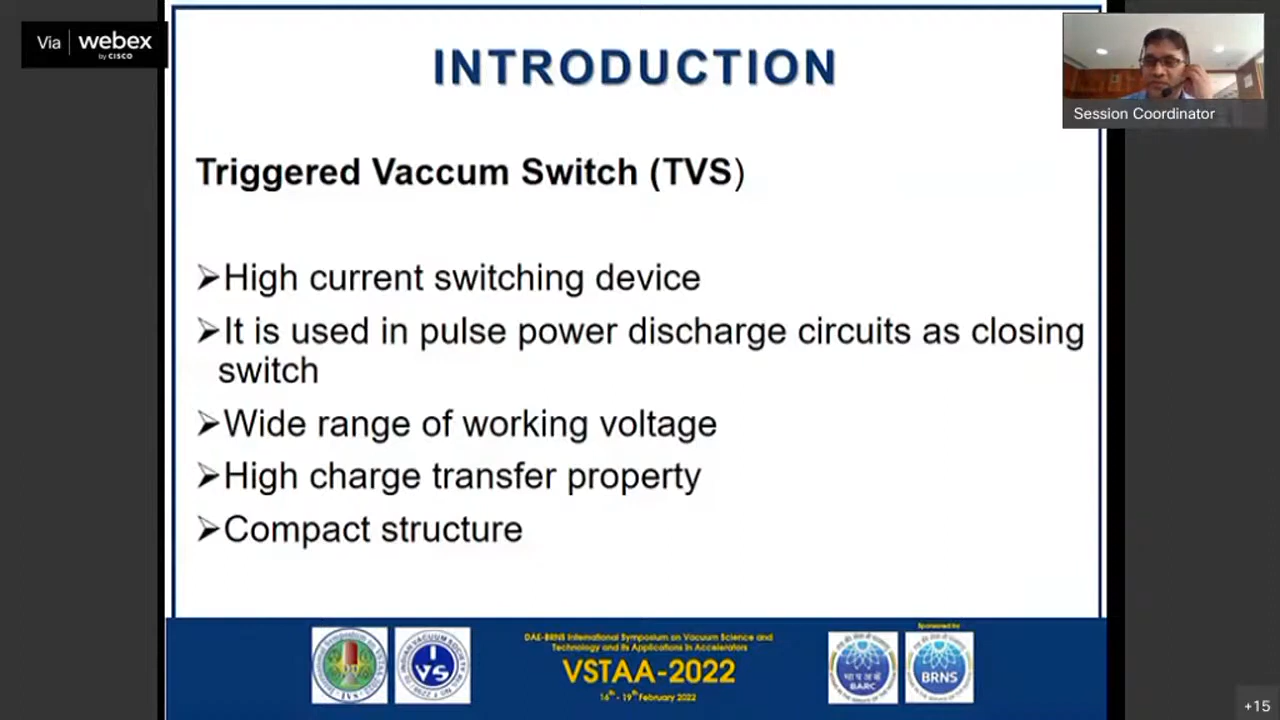 Via webex
by CISCO
INTRODUCTION
Session Coordinator
Triggered Vaccum Switch (TVS)
➢High current switching device
➢It is used in pulse power discharge circuits as closing
switch
➢Wide range of working voltage
➢High charge transfer property
➢Compact structure
Sponsored by
DAE-BRNS International Symposium on Vacuum Science and
Technology and its Applications in Accelerators
VSTAA-2022
16th - 19th February 2022
IVS
BARC
BRNS
+15